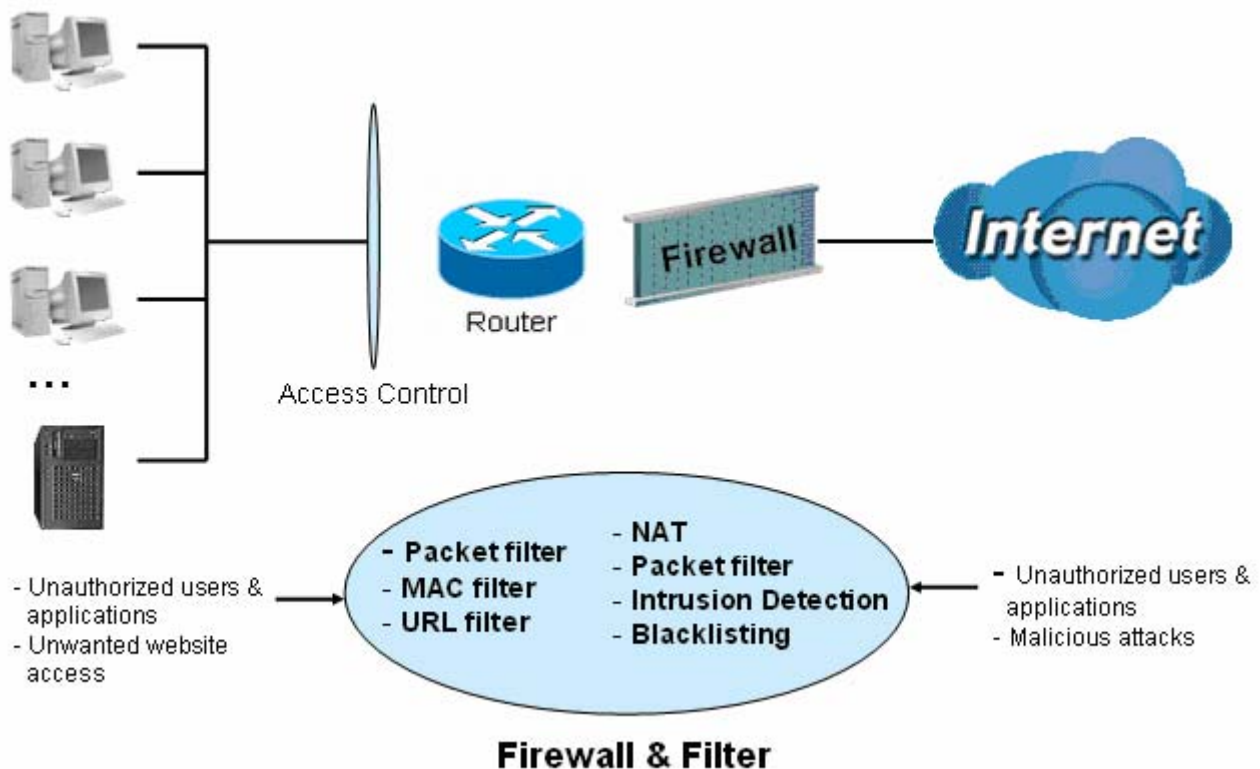 Firewall
Internet
Router
Access Control
...
- Packet filter
- MAC filter
- URL filter
- NAT
- Packet filter
- Intrusion Detection
- Blacklisting
- Unauthorized users &
applications
- Unwanted website
access
- Unauthorized users &
applications
- Malicious attacks
Firewall & Filter